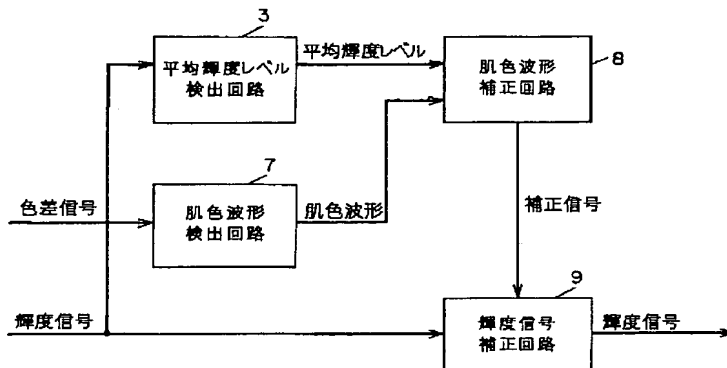 3
平均輝度レベル
検出回路
平均輝度レベル
肌色波形
補正回路
8
色差信号
7
肌色波形
検出回路
肌色波形
補正信号
輝度信号
9
輝度信号
補正回路
輝度信号